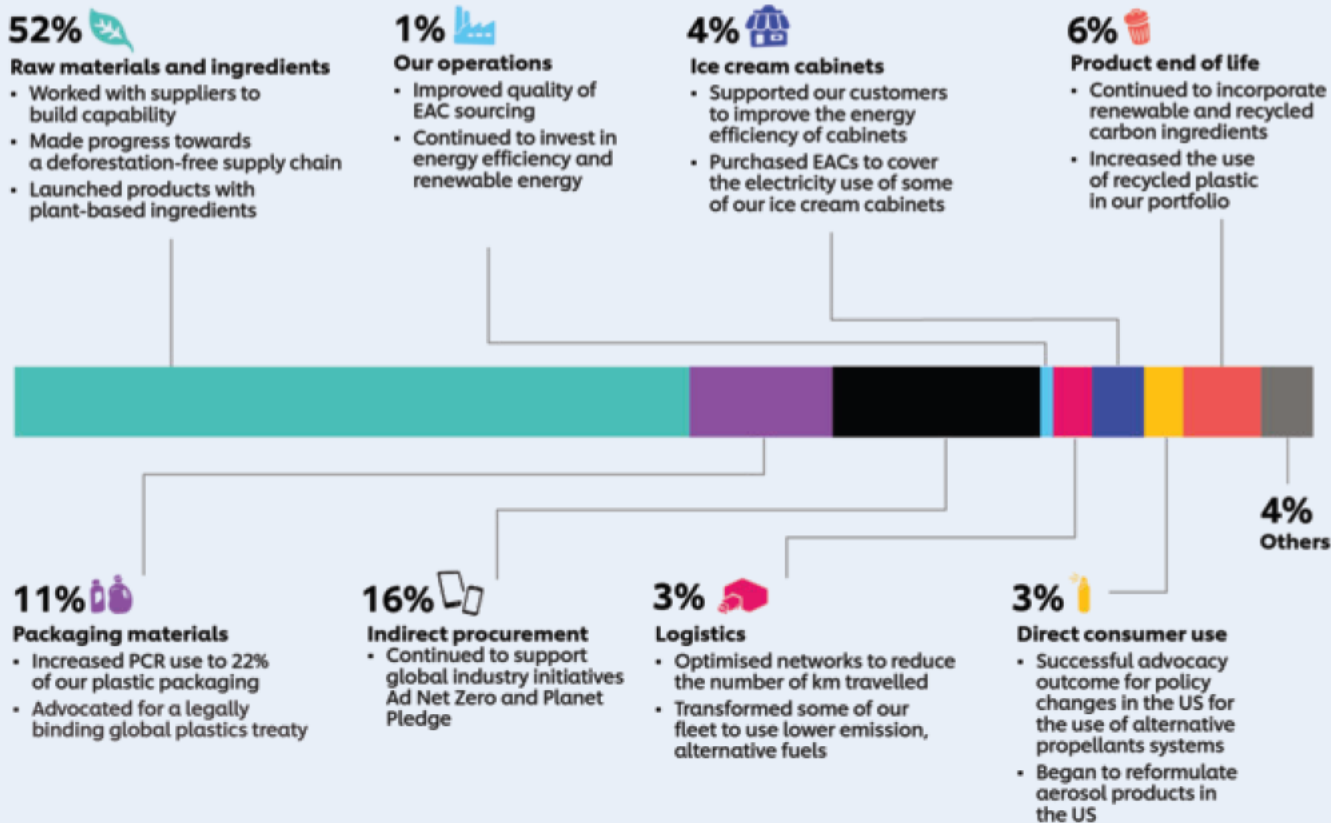 52%
Raw materials and ingredients
• Worked with suppliers to
build capability
• Made progress towards
a deforestation-free supply chain
• Launched products with
plant-based ingredients
1%
Our operations
• Improved quality of
EAC sourcing
• Continued to invest in
energy efficiency and
renewable energy
4%
Ice cream cabinets
• Supported our customers
to improve the energy
efficiency of cabinets
• Purchased EACs to cover
the electricity use of some
of our ice cream cabinets
6%
Product end of life
• Continued to incorporate
renewable and recycled
carbon ingredients
• Increased the use
of recycled plastic
in our portfolio
4%
Others
11%
Packaging materials
• Increased PCR use to 22%
of our plastic packaging
• Advocated for a legally
binding global plastics treaty
16%
Indirect procurement
• Continued to support
global industry initiatives
Ad Net Zero and Planet
Pledge
3%
Logistics
• Optimised networks to reduce
the number of km travelled
• Transformed some of our
fleet to use lower emission,
alternative fuels
3%
Direct consumer use
• Successful advocacy
outcome for policy
changes in the US for
the use of alternative
propellants systems
• Began to reformulate
aerosol products in
the US